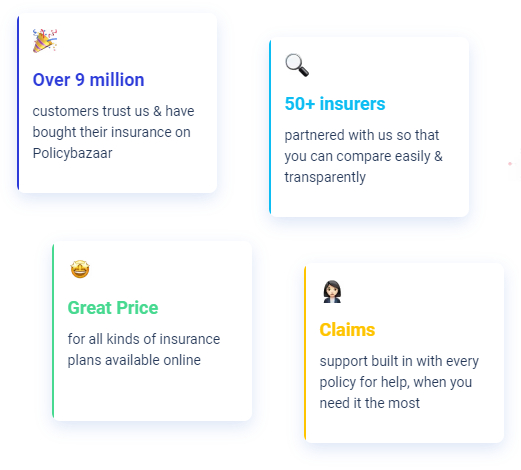 Over 9 million
customers trust us & have
bought their insurance on
Policybazaar
50+ insurers
partnered with us so that
you can compare easily &
transparently
Great Price
for all kinds of insurance
plans available online
Claims
support built in with every
policy for help, when you
need it the most